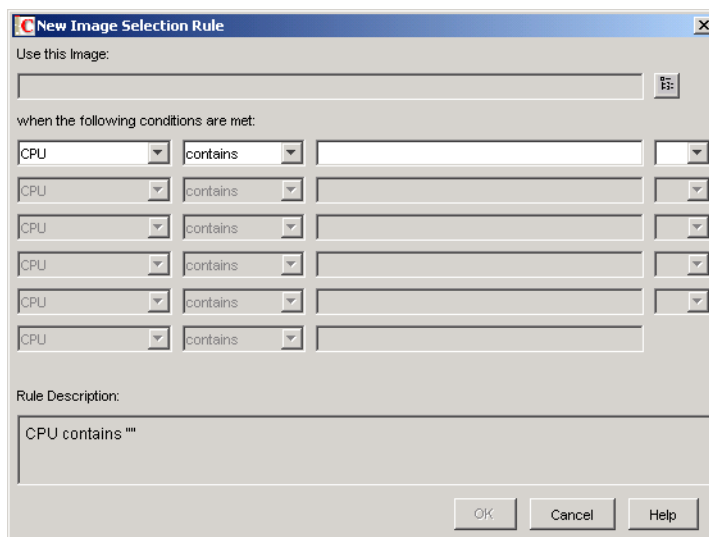 New Image Selection Rule
Use this Image:
when the following conditions are met:
CPU contains
CPU contains
CPU contains
CPU contains
CPU contains
CPU contains
Rule Description:
CPU contains ""
OK Cancel Help